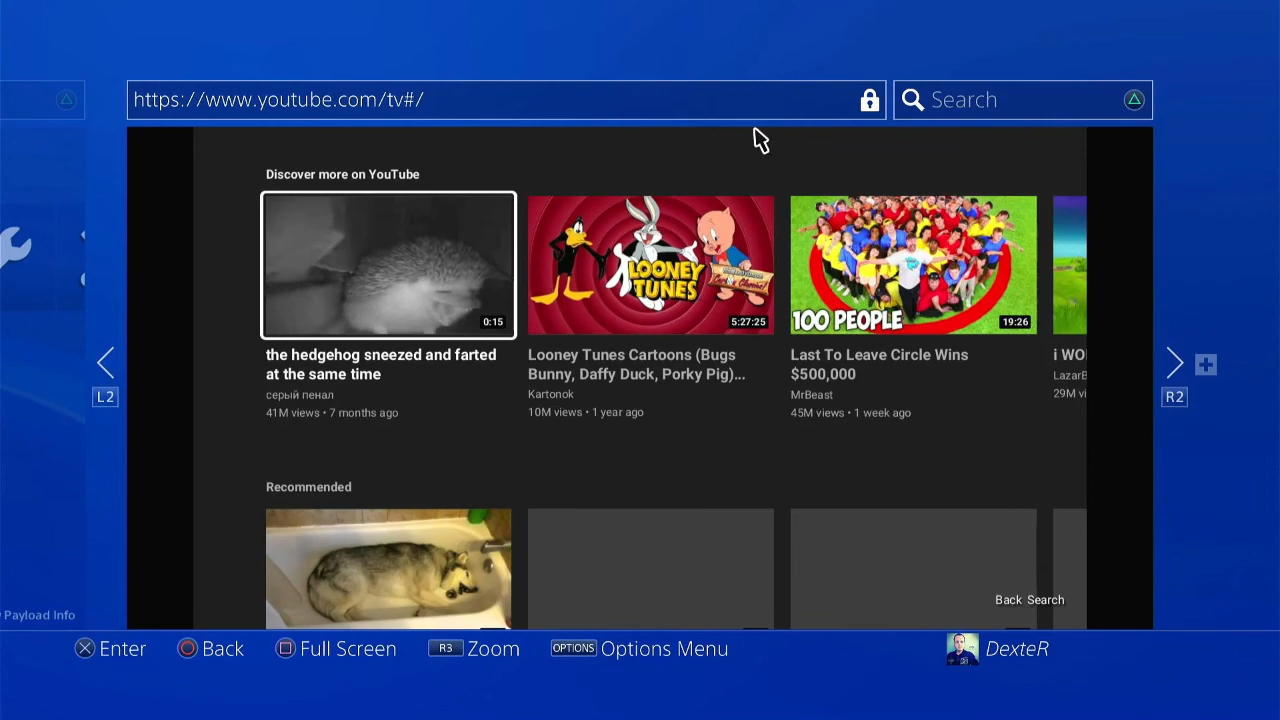 https://www.youtube.com/tv#/
Search
Discover more on YouTube
0:15
LOONEY
TUNES
5:27:25
100 PEOPLE
19:26
the hedgehog sneezed and farted
at the same time
серый пенал
41M views • 7 months ago
Looney Tunes Cartoons (Bugs
Bunny, Daffy Duck, Porky Pig)...
Kartonok
10M views • 1 year ago
Last To Leave Circle Wins
$500,000
MrBeast
45M views • 1 week ago
i WO
LazarB
29M vi
L2
R2
Recommended
Back Search
Payload Info
Enter
Back
Full Screen
R3 Zoom
OPTIONS Options Menu
DexteR